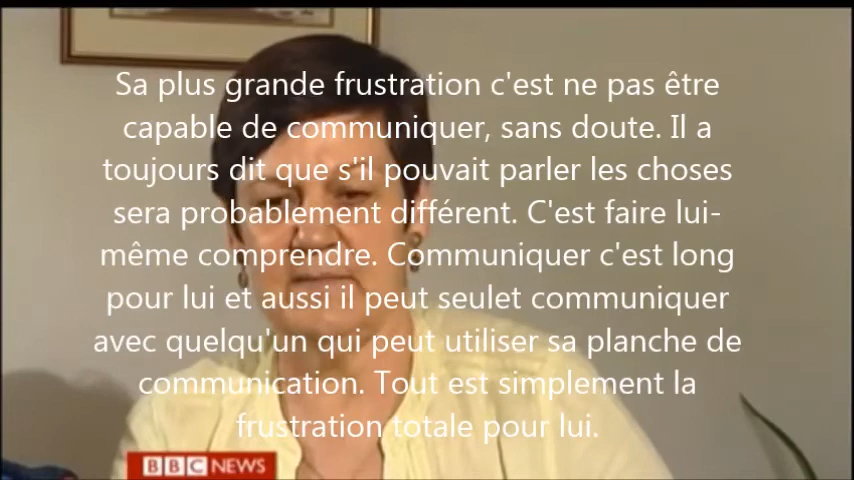 Sa plus grande frustration c'est ne pas être
capable de communiquer, sans doute. Il a
toujours dit que s'il pouvait parler les choses
sera probablement différent. C'est faire lui-
même comprendre. Communiquer c'est long
pour lui et aussi il peut seulet communiquer
avec quelqu'un qui peut utiliser sa planche de
communication. Tout est simplement la
frustration totale pour lui.
BBC NEWS